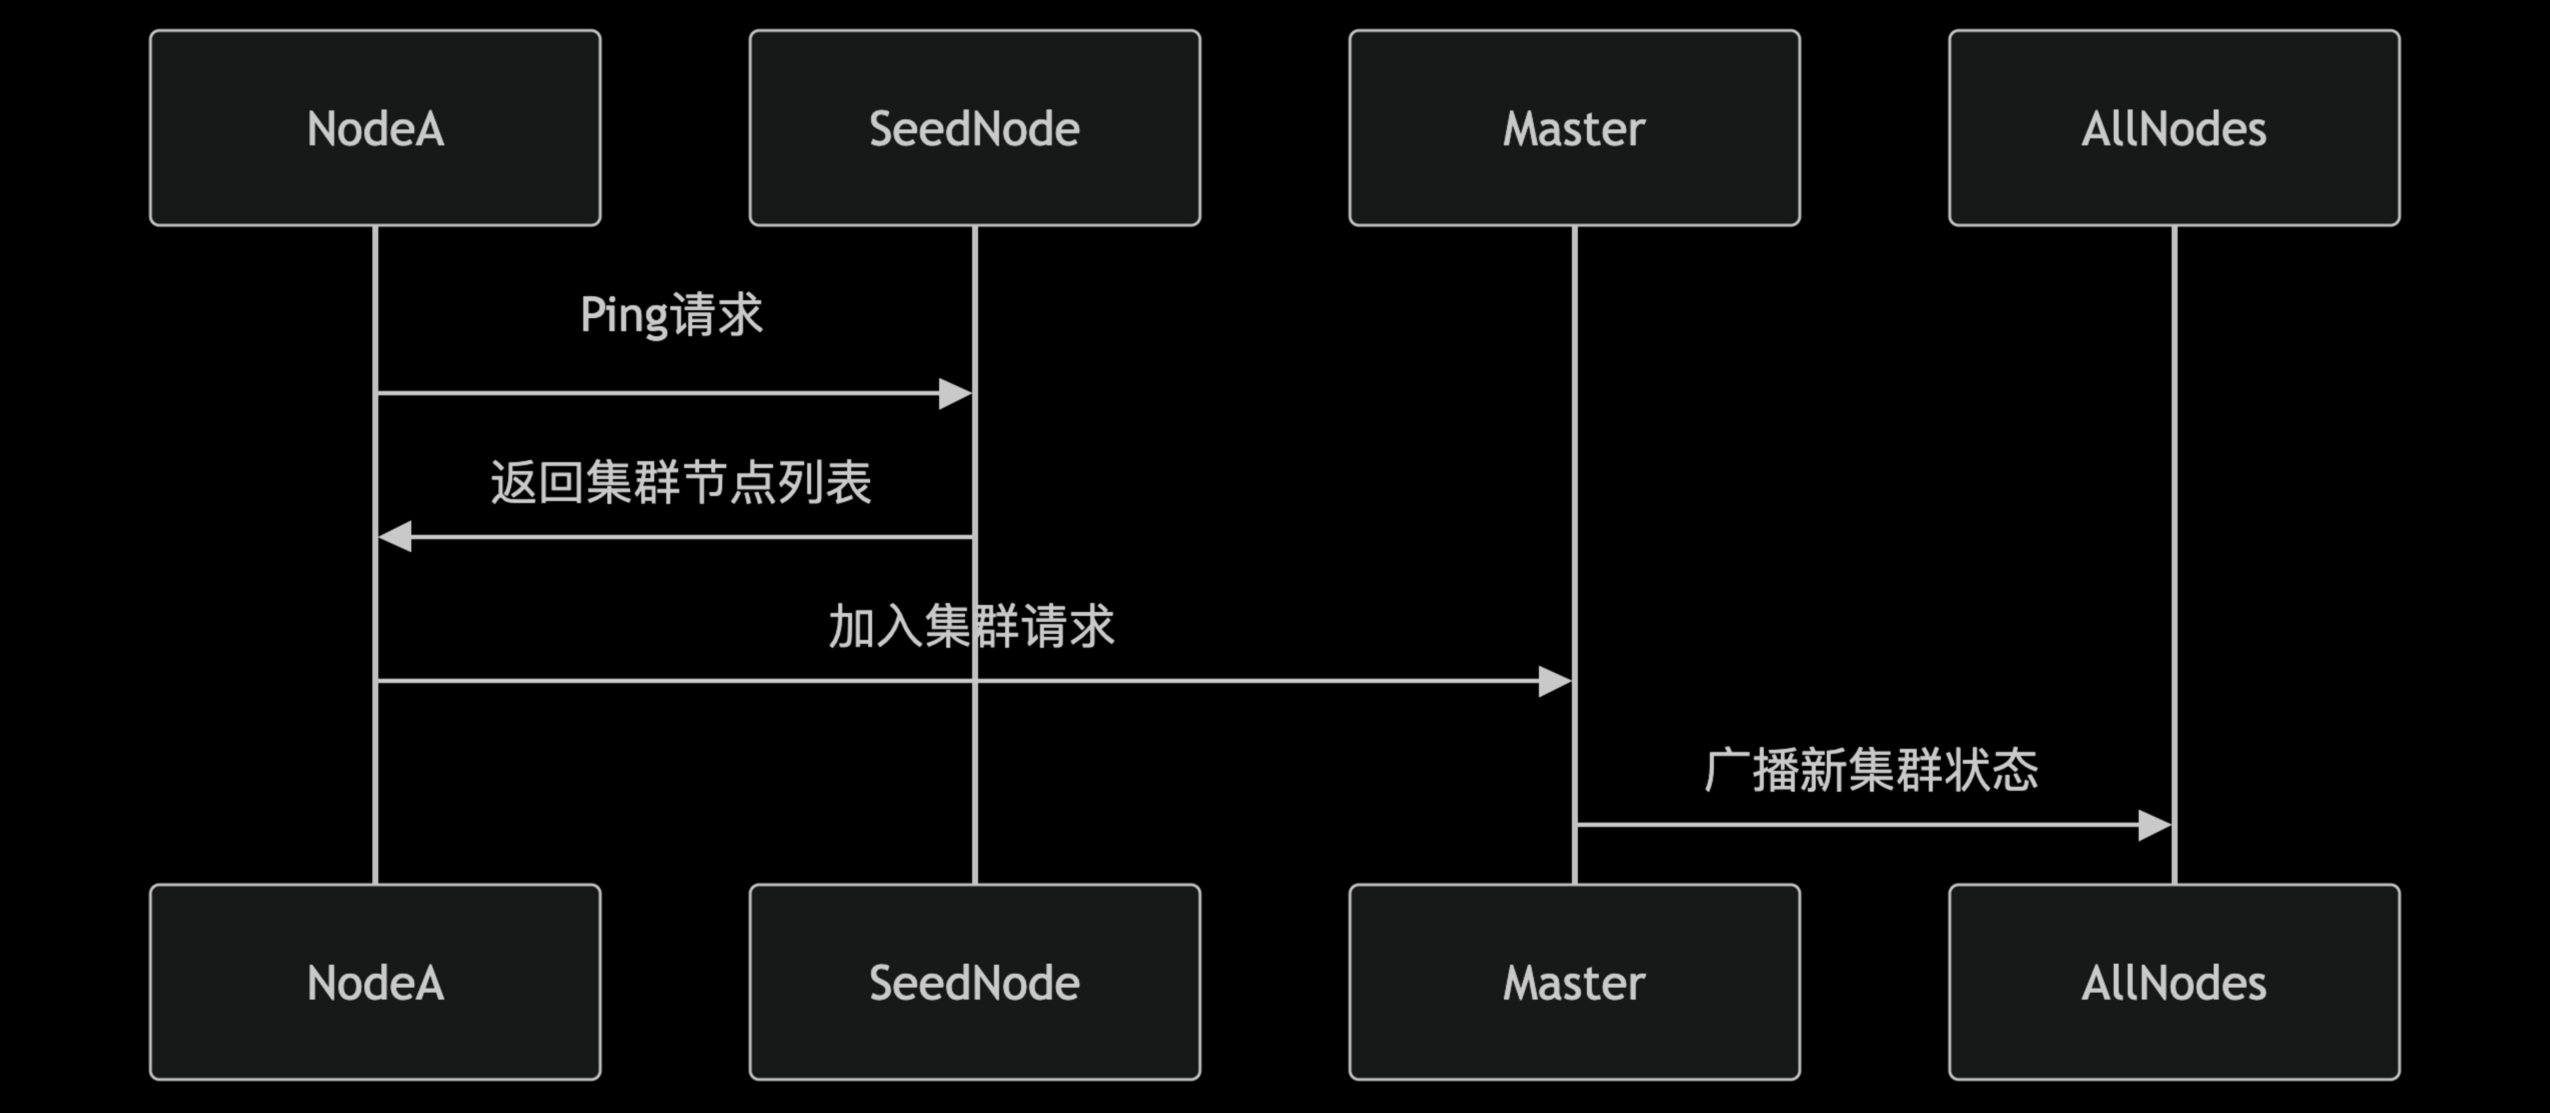 NodeA
SeedNode
Master
AllNodes
Ping请求
返回集群节点列表
加入集群请求
广播新集群状态
NodeA
SeedNode
Master
AllNodes